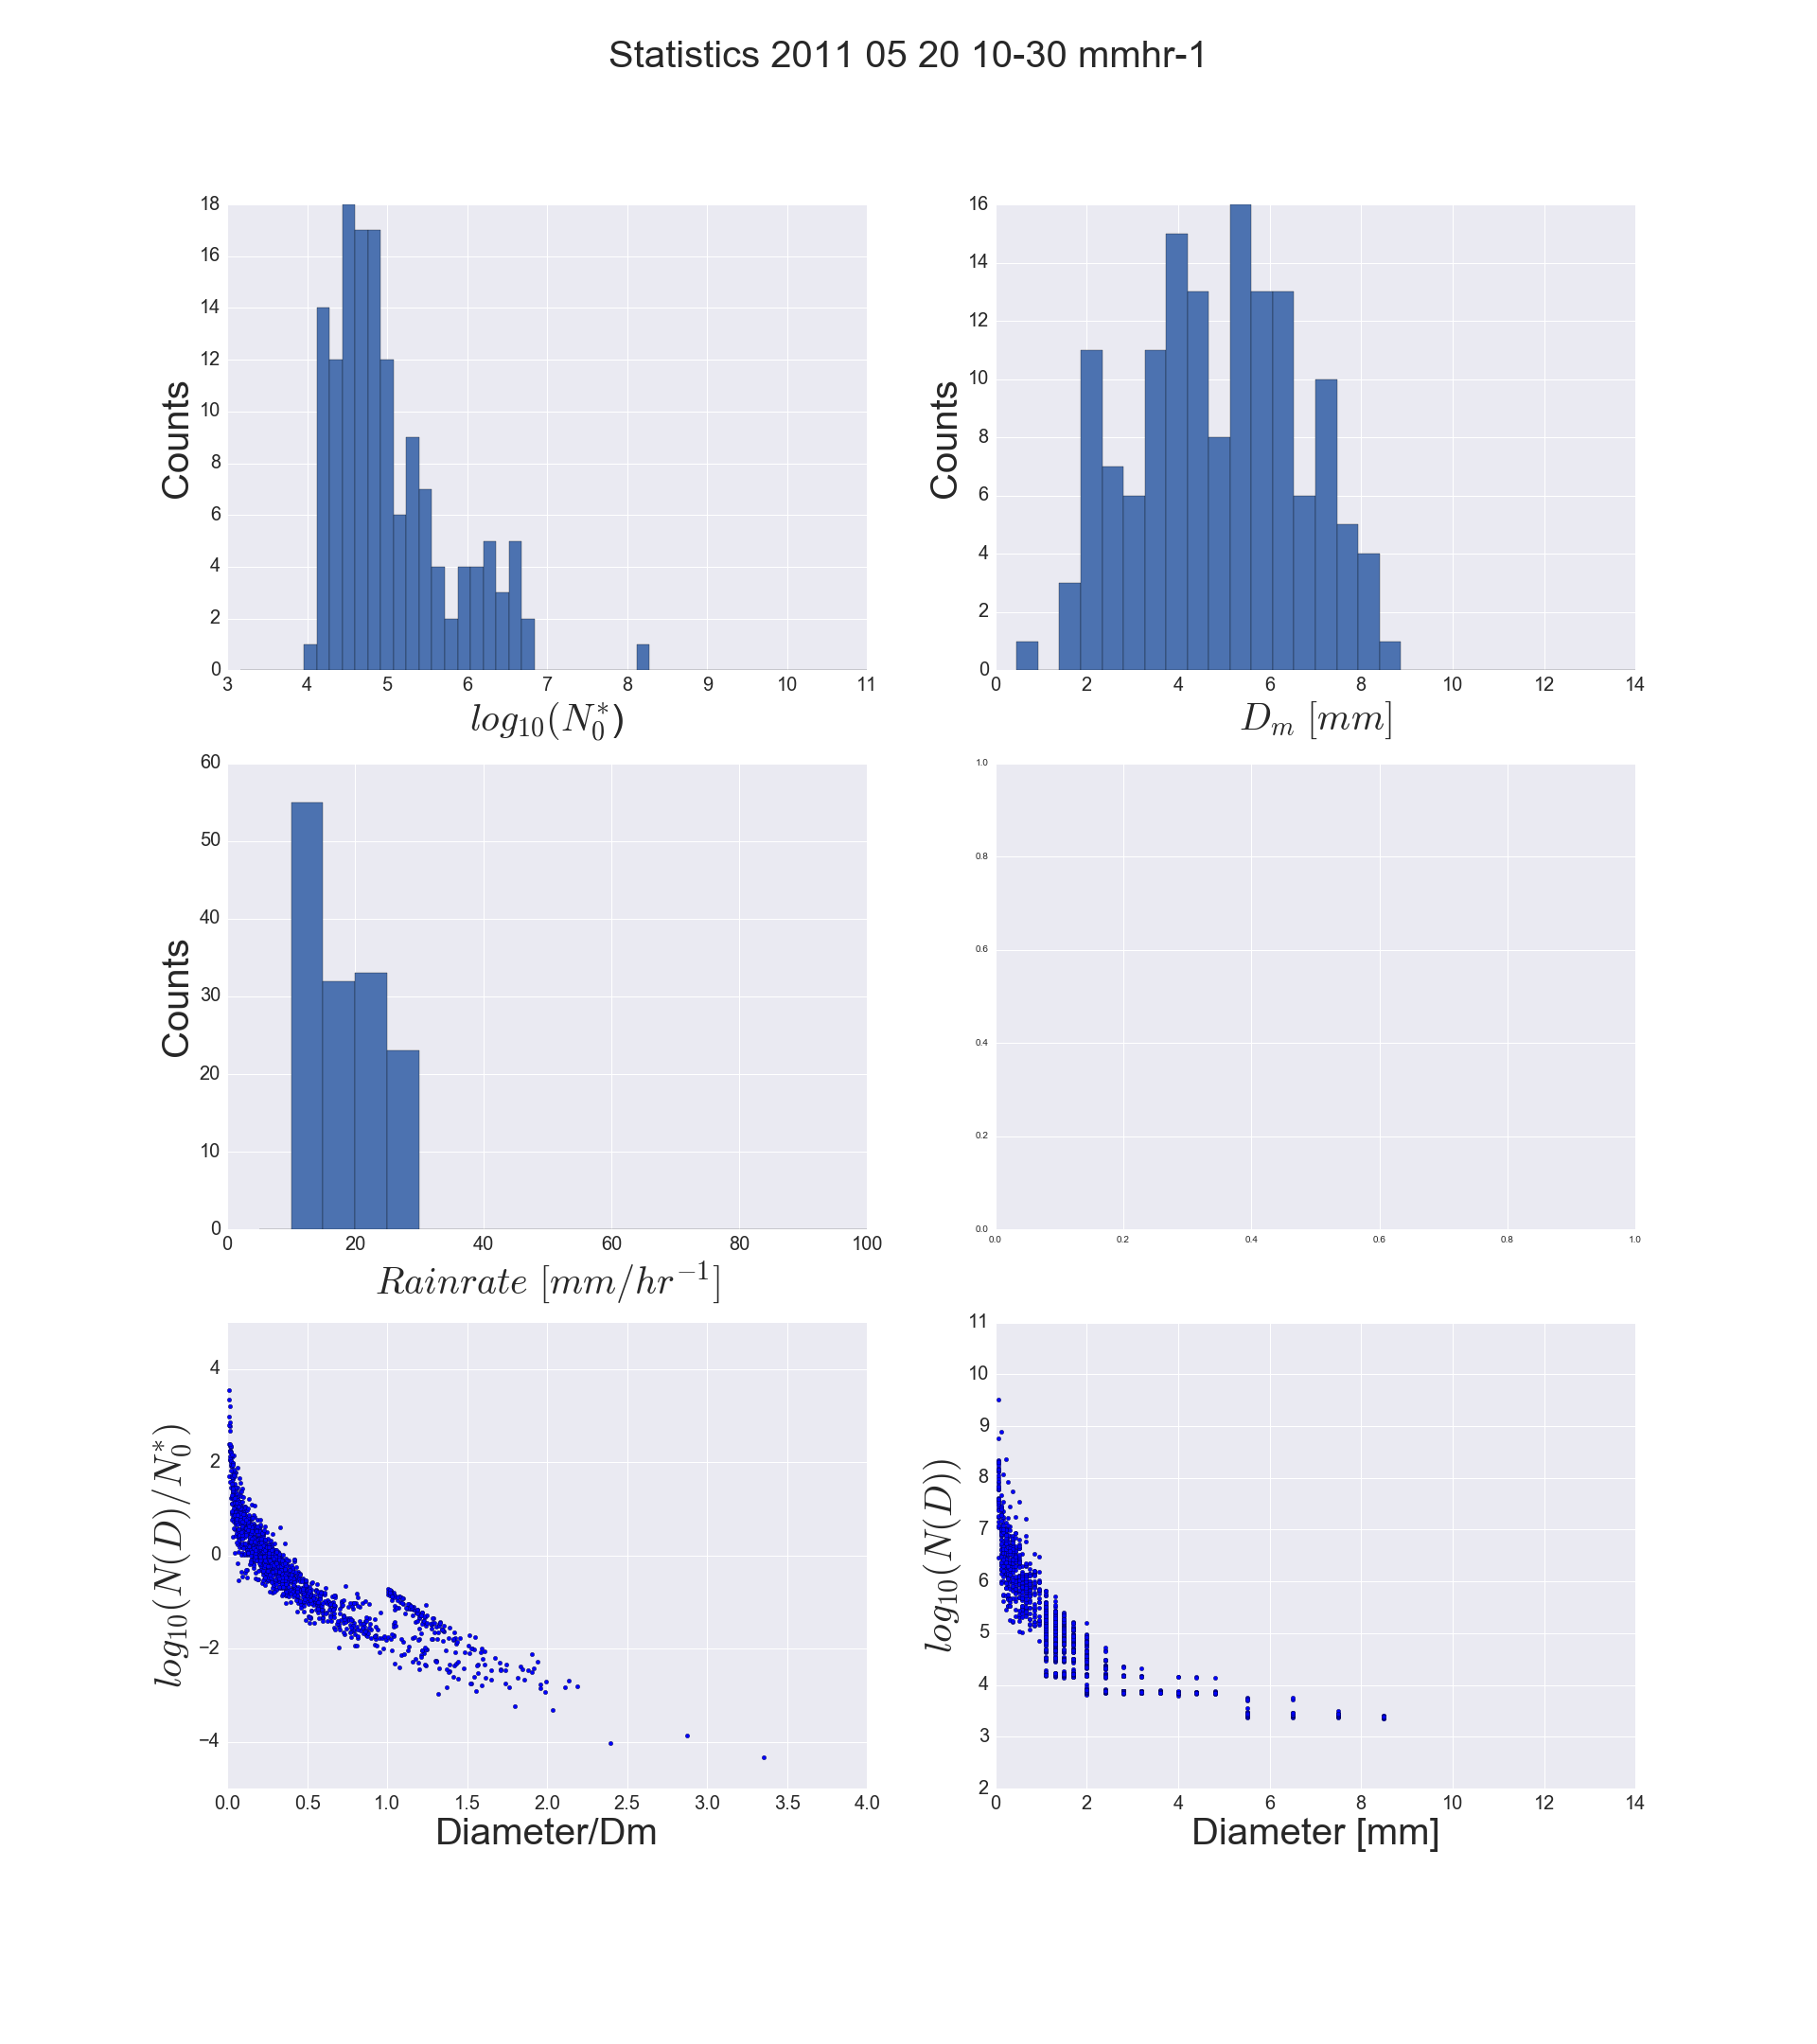 Statistics 2011 05 20 10-30 mmhr-1
18
16
14
12
10
8
6
4
2
0
Counts
3 4 5 6 7 8 9 10 11
log₁₀(N₀*)
16
14
12
10
8
6
4
2
0
Counts
0 2 4 6 8 10 12 14
Dₘ [mm]
60
50
40
30
20
10
0
Counts
0 20 40 60 80 100
Rainrate [mm/hr⁻¹]
1.0
0.8
0.6
0.4
0.2
0.0
0.0 0.2 0.4 0.6 0.8 1.0
4
2
0
−2
−4
log₁₀(N(D)/N₀*)
0.0 0.5 1.0 1.5 2.0 2.5 3.0 3.5 4.0
Diameter/Dm
11
10
9
8
7
6
5
4
3
2
log₁₀(N(D))
0 2 4 6 8 10 12 14
Diameter [mm]